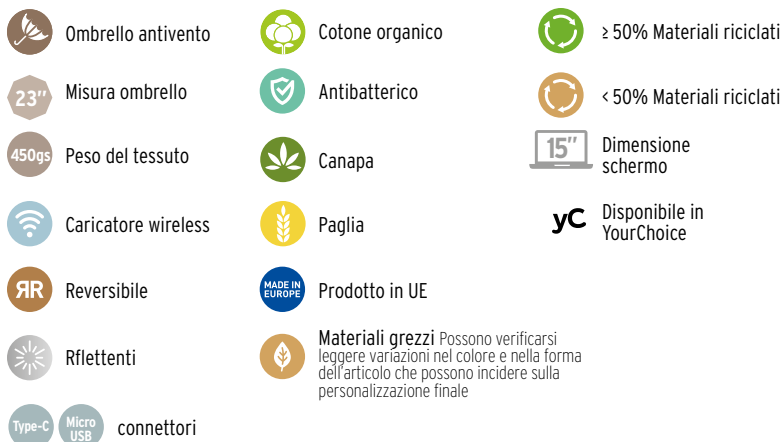 Ombrello antivento
23″
Misura ombrello
450gs
Peso del tessuto
Caricatore wireless
ЯR
Reversibile
Rflettenti
Type-C
Micro
USB
connettori
Cotone organico
Antibatterico
Canapa
Paglia
MADE IN
EUROPE
Prodotto in UE
Materiali grezzi Possono verificarsi
leggere variazioni nel colore e nella forma
dell'articolo che possono incidere sulla
personalizzazione finale
≥ 50% Materiali riciclati
< 50% Materiali riciclati
15″
Dimensione
schermo
yC
Disponibile in
YourChoice